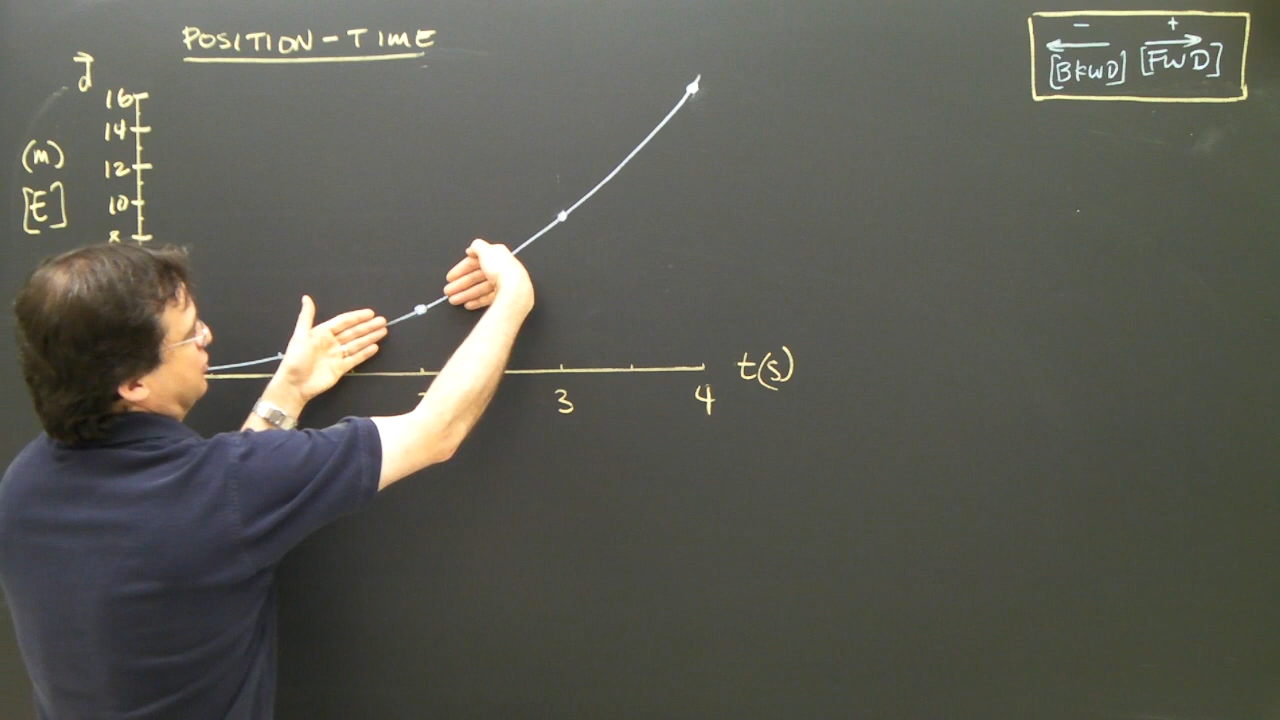 POSITION-TIME
- +
[BKWD] [FWD]
d
16
14
12
10
(m)
[E]
t(s)
3
4